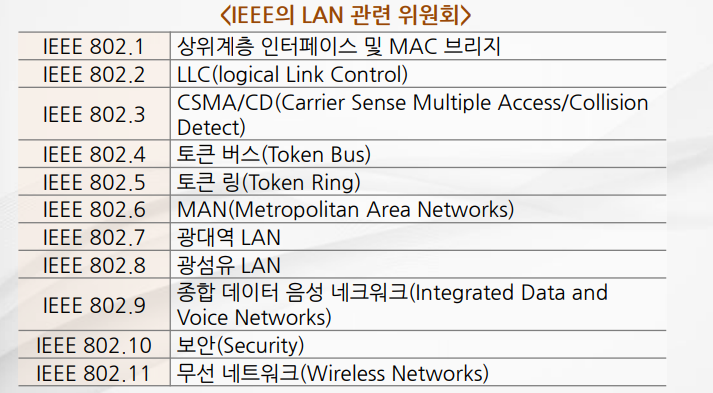 <IEEE의 LAN 관련 위원회>
IEEE 802.1 상위계층 인터페이스 및 MAC 브리지
IEEE 802.2 LLC(logical Link Control)
IEEE 802.3 CSMA/CD(Carrier Sense Multiple Access/Collision
Detect)
IEEE 802.4 토큰 버스(Token Bus)
IEEE 802.5 토큰 링(Token Ring)
IEEE 802.6 MAN(Metropolitan Area Networks)
IEEE 802.7 광대역 LAN
IEEE 802.8 광섬유 LAN
IEEE 802.9 종합 데이터 음성 네크워크(Integrated Data and
Voice Networks)
IEEE 802.10 보안(Security)
IEEE 802.11 무선 네트워크(Wireless Networks)